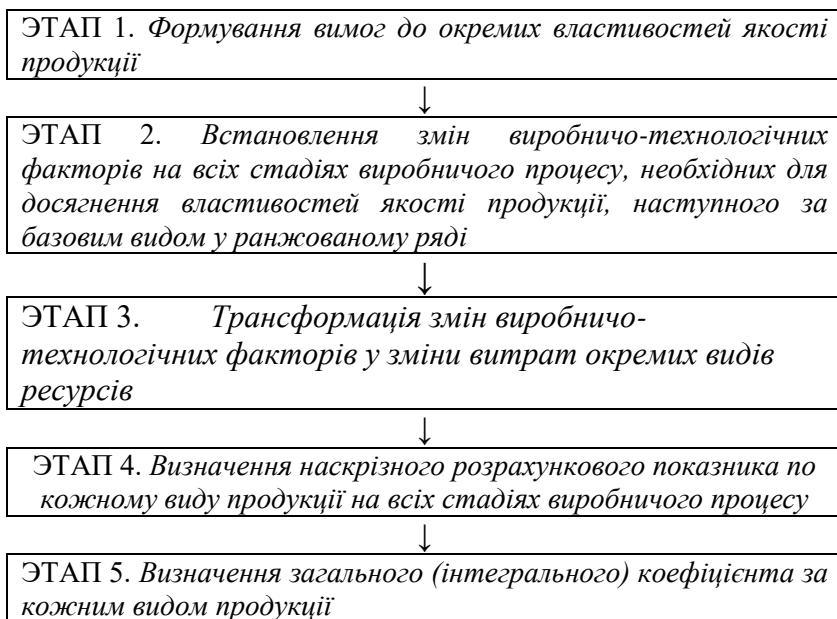 ЭТАП 1. Формування вимог до окремих властивостей якості
продукції
↓
ЭТАП 2. Встановлення змін виробничо-технологічних
факторів на всіх стадіях виробничого процесу, необхідних для
досягнення властивостей якості продукції, наступного за
базовим видом у ранжованому ряді
↓
ЭТАП 3. Трансформація змін виробничо-
технологічних факторів у зміни витрат окремих видів
ресурсів
↓
ЭТАП 4. Визначення наскрізного розрахункового показника по
кожному виду продукції на всіх стадіях виробничого процесу
↓
ЭТАП 5. Визначення загального (інтегрального) коефіцієнта за
кожним видом продукції